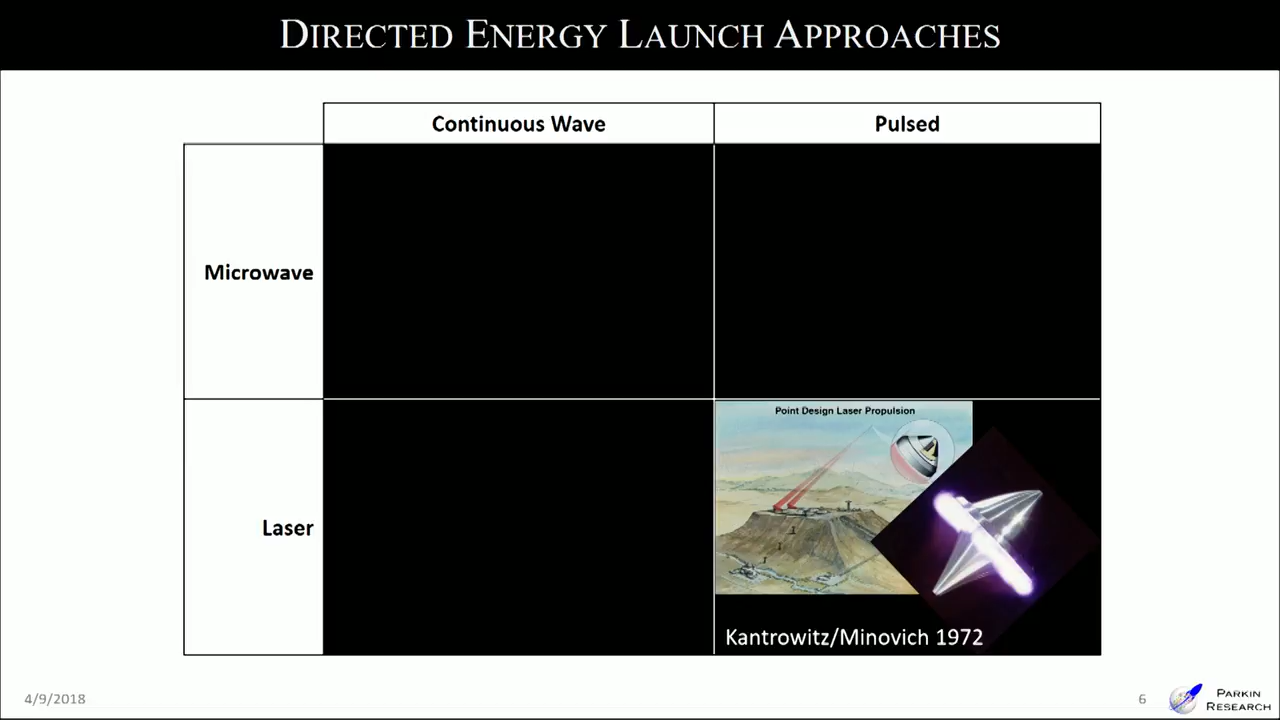 DIRECTED ENERGY LAUNCH APPROACHES
Continuous Wave
Pulsed
Microwave
Laser
Point Design Laser Propulsion
Kantrowitz/Minovich 1972
4/9/2018
6
PARKIN
RESEARCH